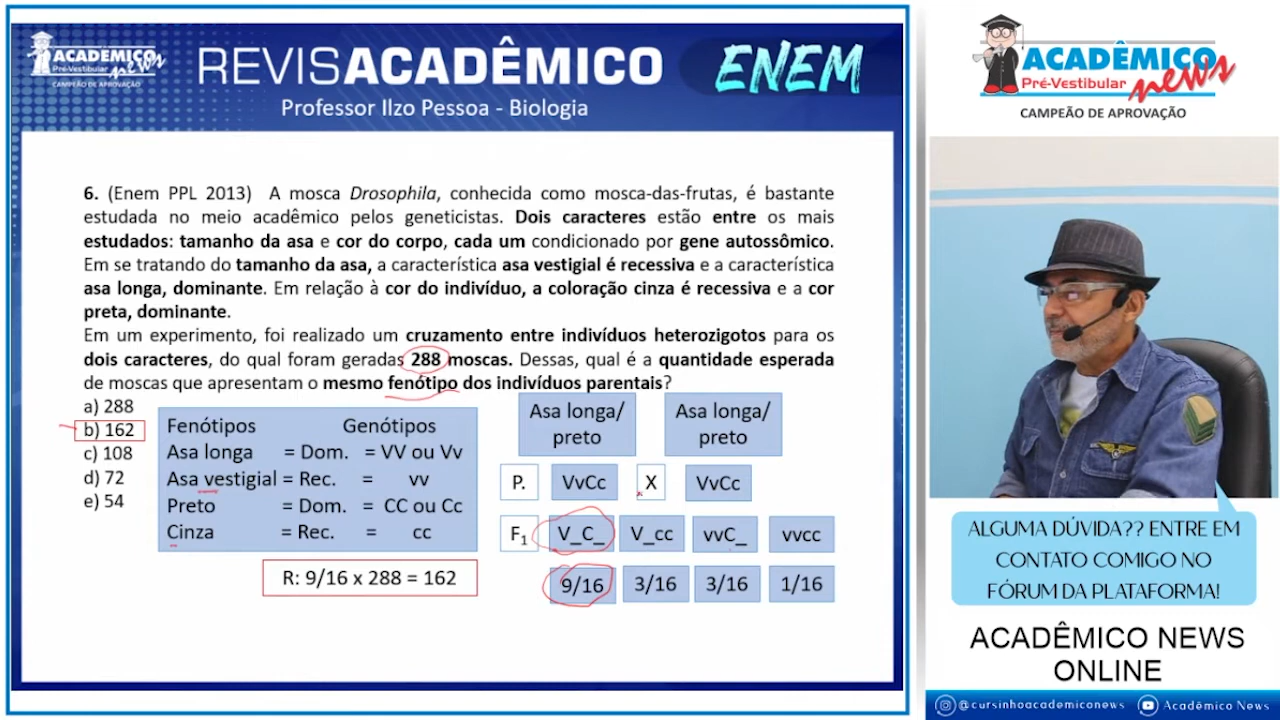 ACADÊMICO
Pré-Vestibular news
CAMPEÃO DE APROVAÇÃO
REVISACADÊMICO
ENEM
Professor Ilzo Pessoa - Biologia
6. (Enem PPL 2013) A mosca Drosophila, conhecida como mosca-das-frutas, é bastante
estudada no meio acadêmico pelos geneticistas. Dois caracteres estão entre os mais
estudados: tamanho da asa e cor do corpo, cada um condicionado por gene autossômico.
Em se tratando do tamanho da asa, a característica asa vestigial é recessiva e a característica
asa longa, dominante. Em relação à cor do indivíduo, a coloração cinza é recessiva e a cor
preta, dominante.
Em um experimento, foi realizado um cruzamento entre indivíduos heterozigotos para os
dois caracteres, do qual foram geradas 288 moscas. Dessas, qual é a quantidade esperada
de moscas que apresentam o mesmo fenótipo dos indivíduos parentais?
a) 288
b) 162
c) 108
d) 72
e) 54
Fenótipos Genótipos
Asa longa = Dom. = VV ou Vv
Asa vestigial = Rec. = vv
Preto = Dom. = CC ou Cc
Cinza = Rec. = cc
R: 9/16 x 288 = 162
Asa longa/
preto
Asa longa/
preto
P. VvCc X VvCc
F1 V_C_ V_cc vvC_ vvcc
9/16 3/16 3/16 1/16
ACADÊMICO
Pré-Vestibular news
CAMPEÃO DE APROVAÇÃO
ALGUMA DÚVIDA?? ENTRE EM
CONTATO COMIGO NO
FÓRUM DA PLATAFORMA!
ACADÊMICO NEWS
ONLINE
@cursinhoacademiconews Acadêmico News